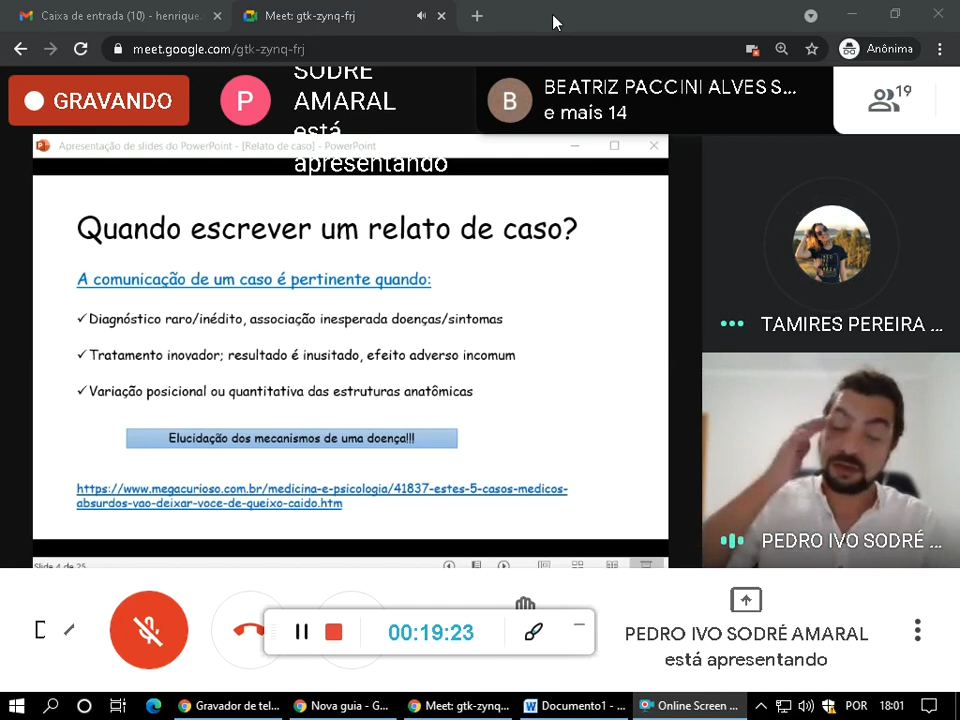 Caixa de entrada (10) - henrique.
Meet: gtk-zynq-frj
meet.google.com/gtk-zynq-frj
Anônima
GRAVANDO
P
SODRÉ
AMARAL
está
apresentando
B
BEATRIZ PACCINI ALVES S...
e mais 14
19
Apresentação de slides do PowerPoint - [Relato de caso] - PowerPoint
Quando escrever um relato de caso?
A comunicação de um caso é pertinente quando:
✓Diagnóstico raro/inédito, associação inesperada doenças/sintomas
✓Tratamento inovador; resultado é inusitado, efeito adverso incomum
✓Variação posicional ou quantitativa das estruturas anatômicas
Elucidação dos mecanismos de uma doença!!!
https://www.megacurioso.com.br/medicina-e-psicologia/41837-estes-5-casos-medicos-
absurdos-vao-deixar-voce-de-queixo-caido.htm
Slide 4 de 25
TAMIRES PEREIRA ...
PEDRO IVO SODRÉ ...
00:19:23
PEDRO IVO SODRÉ AMARAL
está apresentando
Gravador de tel...
Nova guia - G...
Meet: gtk-zynq...
Documento1 - ...
Online Screen ...
POR
18:01